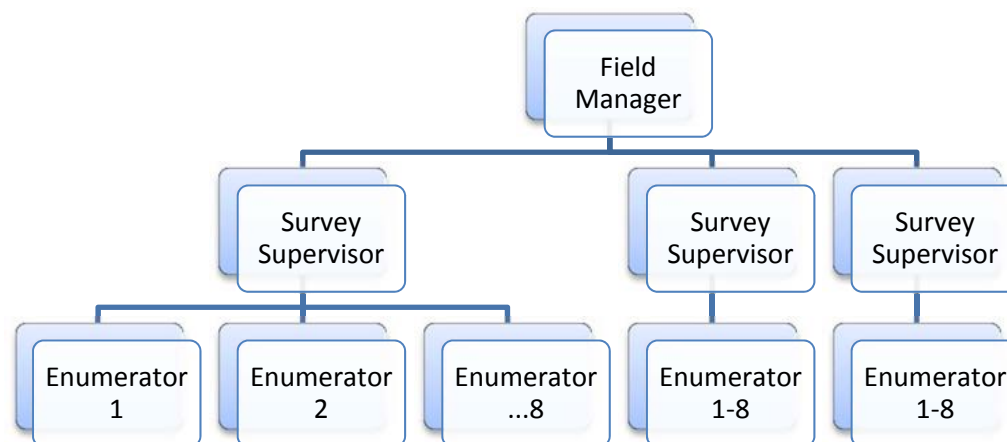 Field
Manager
Survey
Supervisor
Survey
Supervisor
Survey
Supervisor
Enumerator
1
Enumerator
2
Enumerator
...8
Enumerator
1-8
Enumerator
1-8